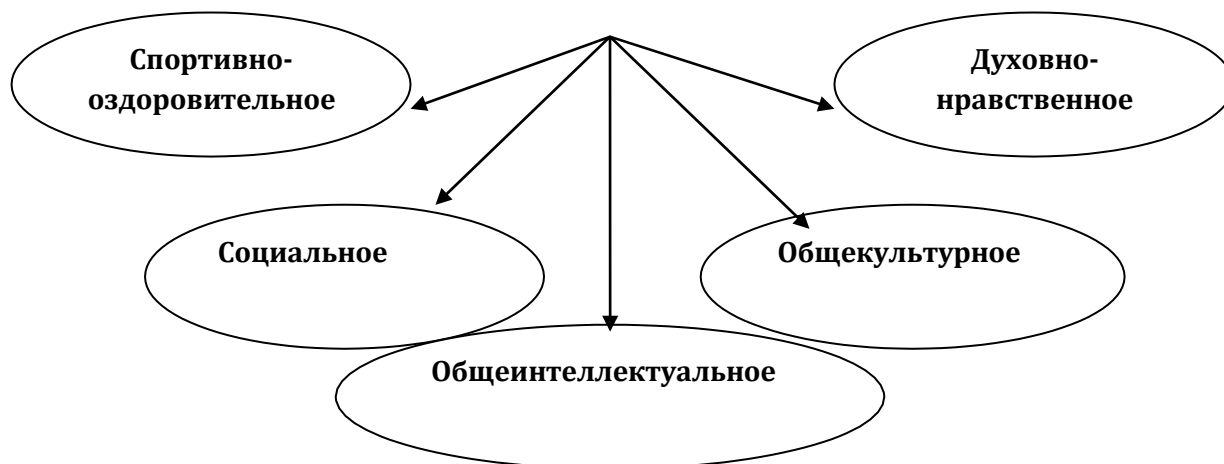 Спортивно-
оздоровительное
Духовно-
нравственное
Социальное
Общекультурное
Общеинтеллектуальное